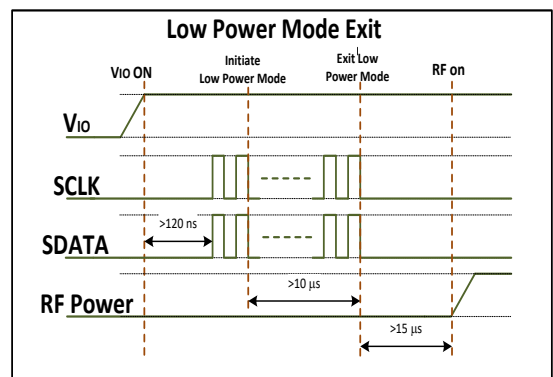 Low Power Mode Exit
VIO ON
Initiate
Low Power Mode
Exit Low
Power Mode
RF on
VIO
SCLK
>120 ns
SDATA
>10 μs
RF Power
>15 μs